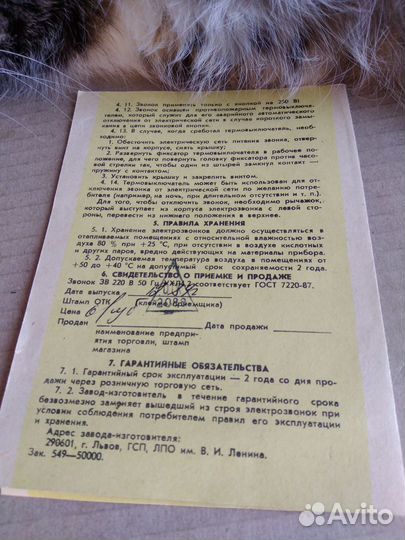 4. 11. Звонок применять только с кнопкой на 250 В!
4. 12. Звонок оснащен противопожарным термовыключа-
телем, который служит для его аварийного автоматического
отключения от электрической сети в случае короткого замы-
кания в цепи звонковой кнопки.
4. 13. В случае, когда сработал термовыключатель, необ-
ходимо:
1. Обесточить электрическую сеть питания звонка, отвер-
нуть винт на корпусе, снять крышку;
2. Развернуть фиксатор термовыключателя в рабочее по-
ложение, для чего повернуть головку фиксатора против часо-
вой стрелки так, чтобы один из штырей замкнул контакт —
пружину с контактом;
3. Установить крышку и закрепить винтом.
4. 14. Термовыключатель может быть использован для от-
ключения звонка от электрической сети по желанию потре-
бителя (например, на ночь, при длительном отсутствии и т. п.).
Для того, чтобы отключить звонок, необходимо рычажок,
который выступает из корпуса электрозвонка с левой сто-
роны, перевести из нижнего положения в верхнее.
5. ПРАВИЛА ХРАНЕНИЯ
5. 1. Хранение электрозвонков должно осуществляться в
отапливаемых помещениях с относительной влажностью воз-
духа 80 % при +25 °С, при отсутствии в воздухе кислотных
и других паров, вредно действующих на материалы прибора.
5. 2. Допускаемая температура воздуха в помещениях от
+50 до +40 °С на допустимый срок сохраняемости 2 года.
6. СВИДЕТЕЛЬСТВО О ПРИЕМКЕ И ПРОДАЖЕ
Звонок ЗВ 220 В 50 Гц УХЛ4.2 соответствует ГОСТ 7220-87.
Дата выпуска
Штамп ОТК (клеймо приемщика)
2083
Цена 6 руб
Продан Дата продажи
наименование предприя-
тия торговли, штамп
магазина
7. ГАРАНТИЙНЫЕ ОБЯЗАТЕЛЬСТВА
7. 1. Гарантийный срок эксплуатации — 2 года со дня про-
дажи через розничную торговую сеть.
7. 2. Завод-изготовитель в течение гарантийного срока
безвозмездно заменяет вышедший из строя электрозвонок при
условии соблюдения потребителем правил его эксплуатации
и хранения.
Адрес завода-изготовителя:
290601, г. Львов, ГСП, ЛПО им. В. И. Ленина.
Зак. 549—50000.
Avito